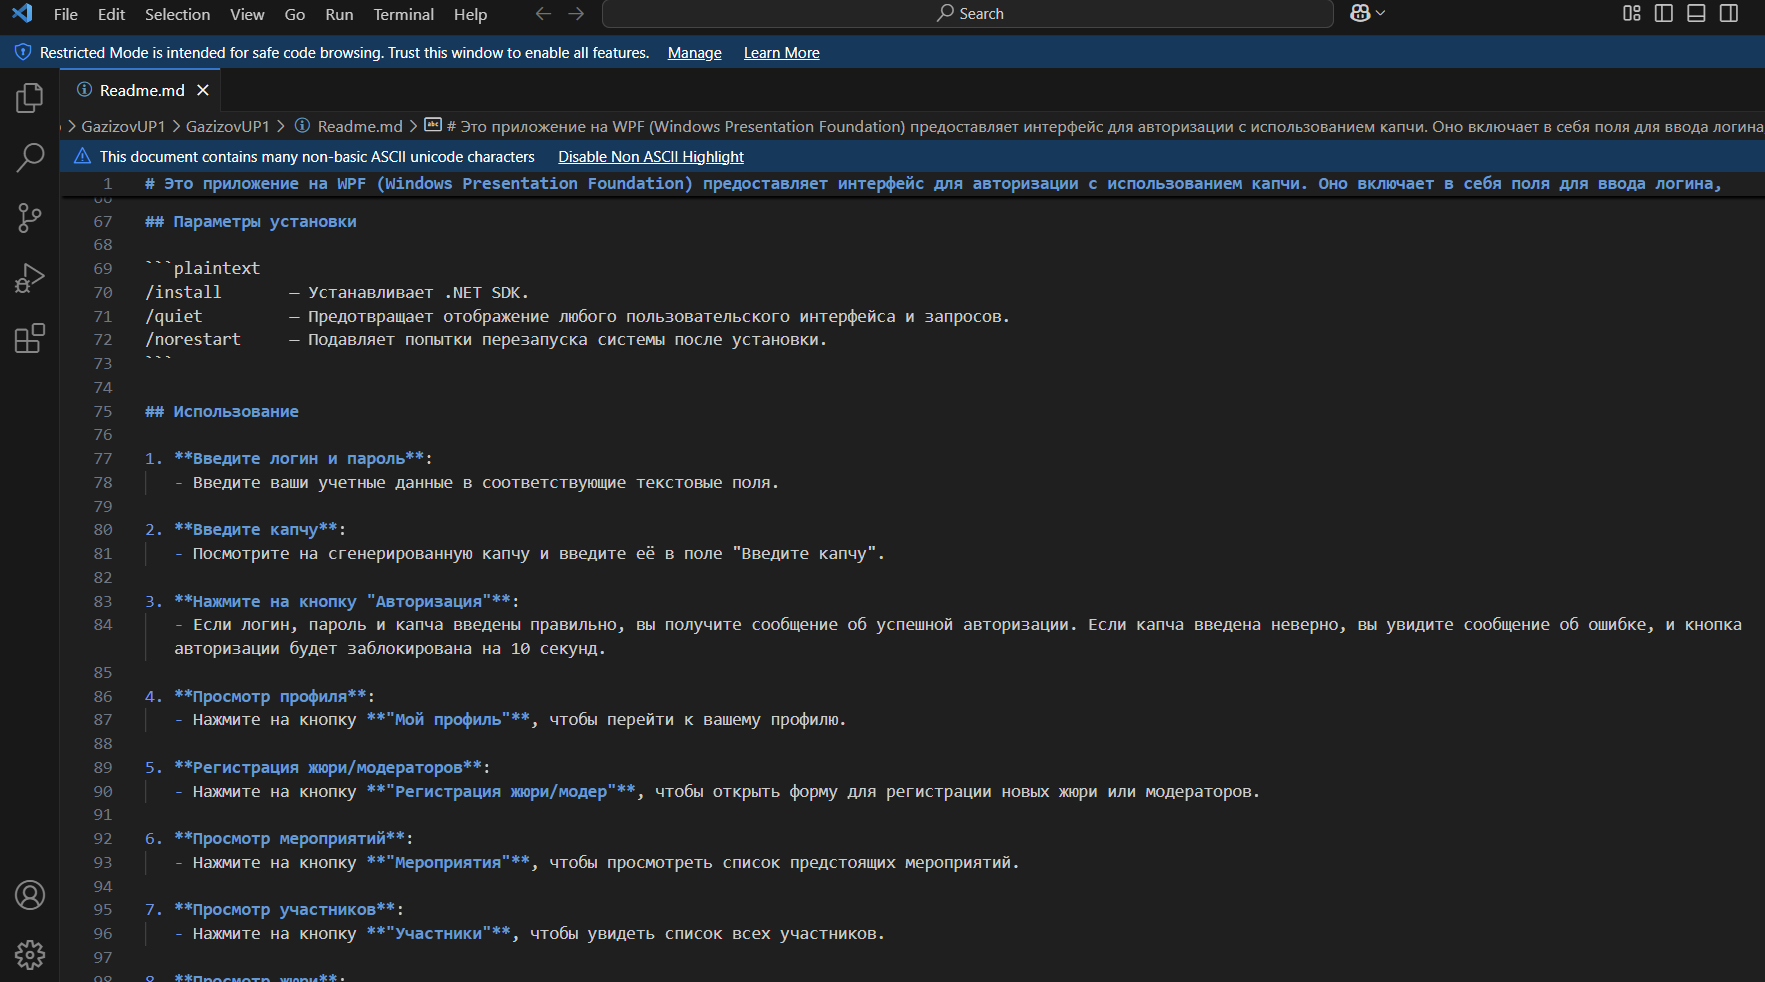 File Edit Selection View Go Run Terminal Help Search
Restricted Mode is intended for safe code browsing. Trust this window to enable all features. Manage Learn More
Readme.md
GazizovUP1 > GazizovUP1 > Readme.md > # Это приложение на WPF (Windows Presentation Foundation) предоставляет интерфейс для авторизации с использованием капчи. Оно включает в себя поля для ввода логина
This document contains many non-basic ASCII unicode characters Disable Non ASCII Highlight
1 # Это приложение на WPF (Windows Presentation Foundation) предоставляет интерфейс для авторизации с использованием капчи. Оно включает в себя поля для ввода логина,
66
67 ## Параметры установки
68
69 ```plaintext
70 /install – Устанавливает .NET SDK.
71 /quiet – Предотвращает отображение любого пользовательского интерфейса и запросов.
72 /norestart – Подавляет попытки перезапуска системы после установки.
73 ```
74
75 ## Использование
76
77 1. **Введите логин и пароль**:
78 - Введите ваши учетные данные в соответствующие текстовые поля.
79
80 2. **Введите капчу**:
81 - Посмотрите на сгенерированную капчу и введите её в поле "Введите капчу".
82
83 3. **Нажмите на кнопку "Авторизация"**:
84 - Если логин, пароль и капча введены правильно, вы получите сообщение об успешной авторизации. Если капча введена неверно, вы увидите сообщение об ошибке, и кнопка
авторизации будет заблокирована на 10 секунд.
85
86 4. **Просмотр профиля**:
87 - Нажмите на кнопку **"Мой профиль"**, чтобы перейти к вашему профилю.
88
89 5. **Регистрация жюри/модераторов**:
90 - Нажмите на кнопку **"Регистрация жюри/модер"**, чтобы открыть форму для регистрации новых жюри или модераторов.
91
92 6. **Просмотр мероприятий**:
93 - Нажмите на кнопку **"Мероприятия"**, чтобы просмотреть список предстоящих мероприятий.
94
95 7. **Просмотр участников**:
96 - Нажмите на кнопку **"Участники"**, чтобы увидеть список всех участников.
97
98 8. **Просмотр жюри**: